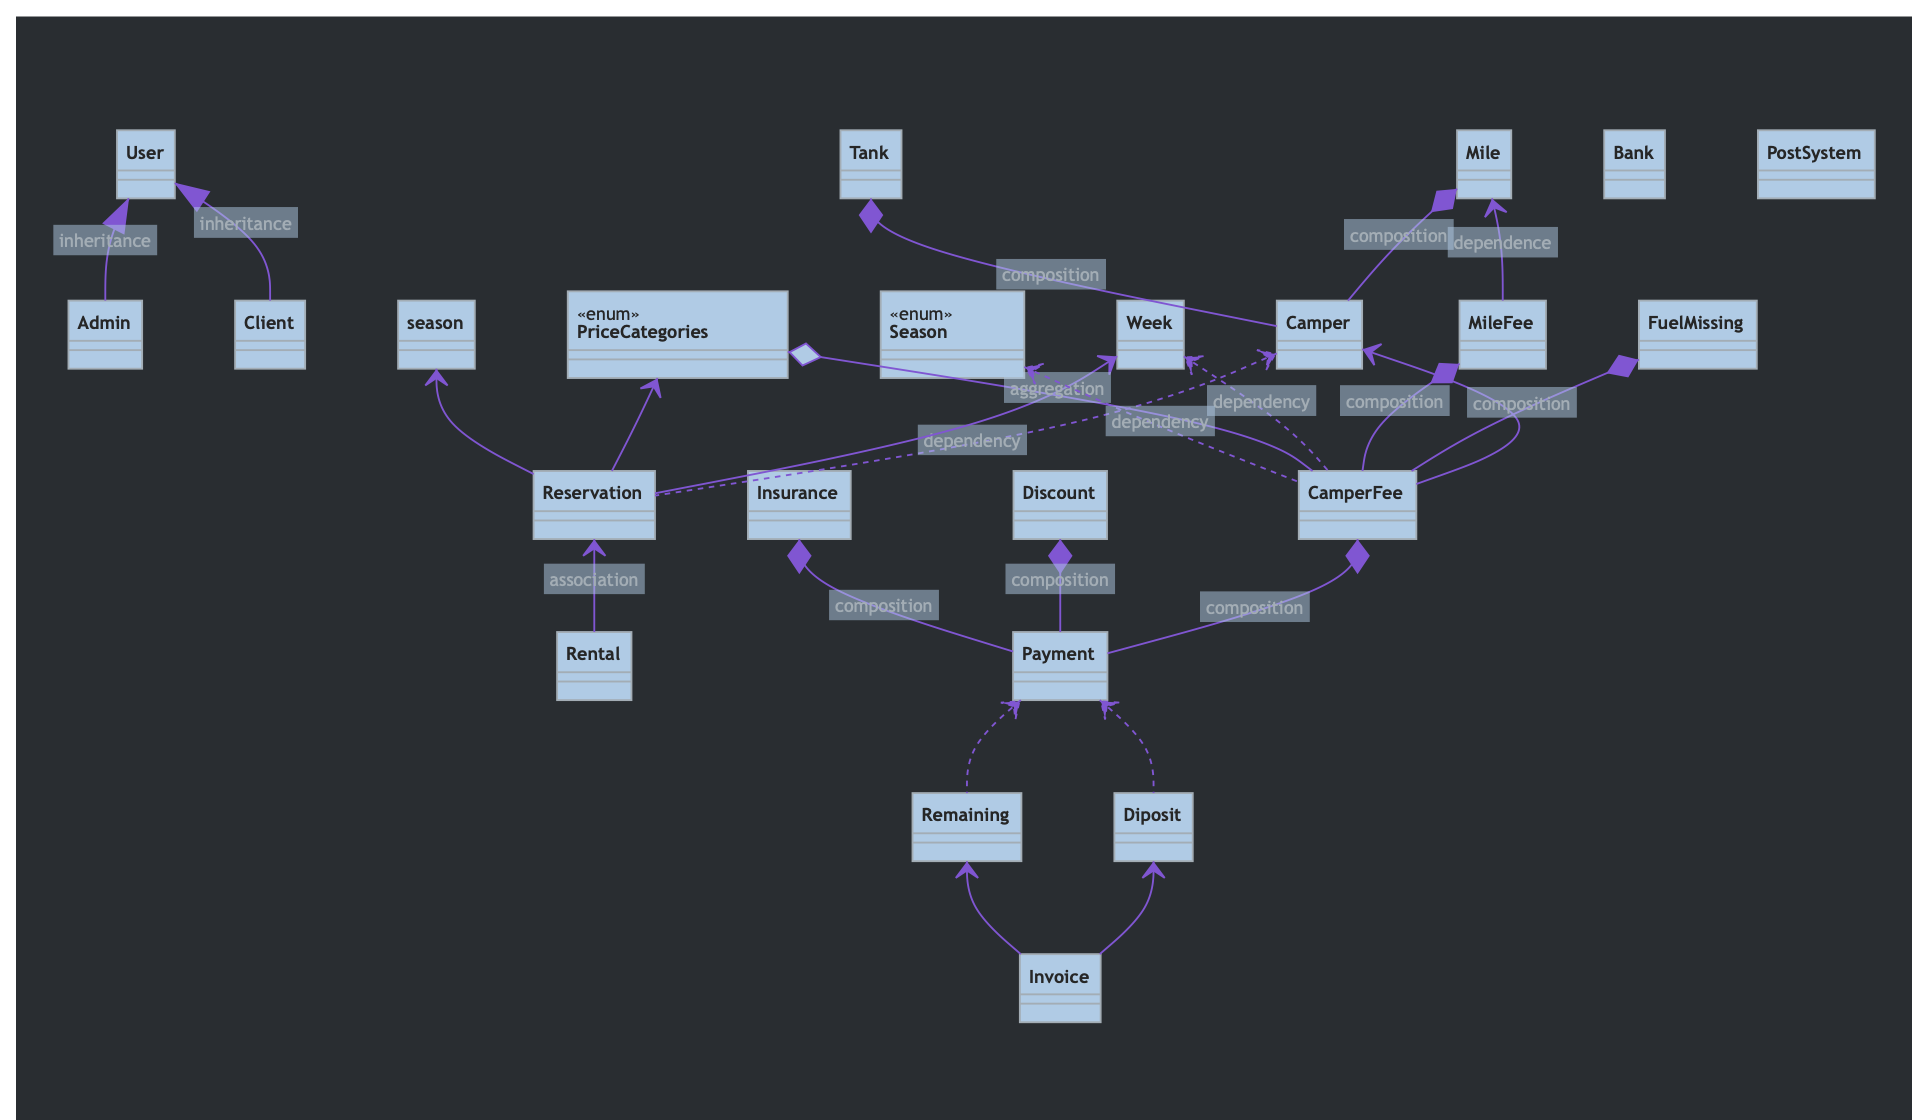 User
Tank
Mile
Bank
PostSystem
inheritance
inheritance
composition
dependence
composition
Admin
Client
season
«enum»
PriceCategories
«enum»
Season
Week
Camper
MileFee
FuelMissing
aggregation
dependency
composition
composition
dependency
dependency
Reservation
Insurance
Discount
CamperFee
association
composition
composition
composition
Rental
Payment
Remaining
Diposit
Invoice